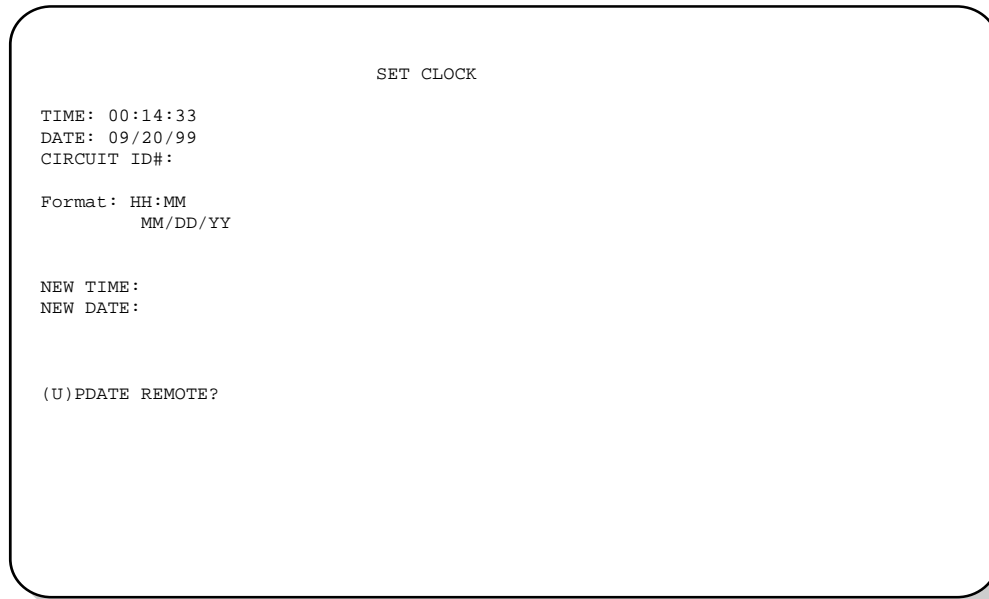 SET CLOCK
TIME: 00:14:33
DATE: 09/20/99
CIRCUIT ID#:
Format: HH:MM
MM/DD/YY
NEW TIME:
NEW DATE:
(U)PDATE REMOTE?